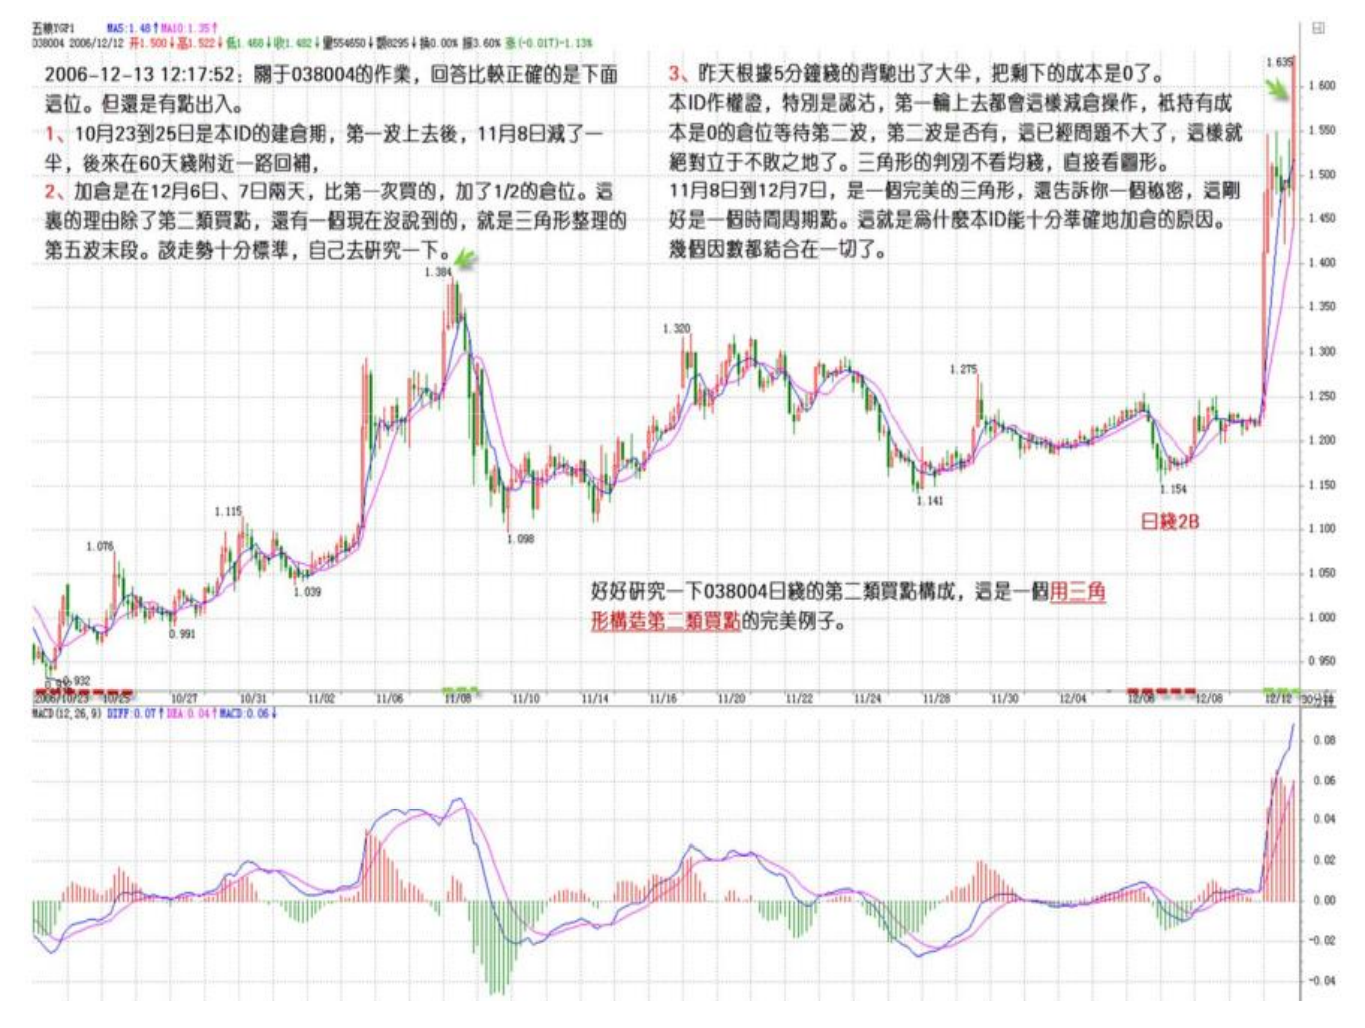 五糧YGP1 MA5:1.48↑MA10:1.35↑
038004 2006/12/12 开1.500↓高1.522↓低1.468↓收1.482↓量554650↓額8295↓換0.00% 振3.60% 涨(-0.017)-1.13%
2006-12-13 12:17:52：關于038004的作業，回答比較正確的是下面
這位。但還是有點出入。
1、10月23到25日是本ID的建倉期，第一波上去後，11月8日減了一
半，後來在60天綫附近一路回補，
2、加倉是在12月6日、7日兩天，比第一次買的，加了1/2的倉位。這
裏的理由除了第二類買點，還有一個現在沒說到的，就是三角形整理的
第五波末段。該走勢十分標準，自己去研究一下。
3、昨天根據5分鐘綫的背馳出了大半，把剩下的成本是0了。
本ID作權證，特別是認沽，第一輪上去都會這樣減倉操作，衹持有成
本是0的倉位等待第二波，第二波是否有，這已經問題不大了，這樣就
絕對立于不敗之地了。三角形的判別不看均綫，直接看圖形。
11月8日到12月7日，是一個完美的三角形，還告訴你一個秘密，這剛
好是一個時間周期點。這就是爲什麽本ID能十分準確地加倉的原因。
幾個因數都結合在一切了。
1.635
1.600
1.550
1.500
1.450
1.400
1.350
1.300
1.250
1.200
1.150
1.100
1.050
1.000
0.950
1.384
1.320
1.275
1.154
1.141
1.115
1.098
1.076
1.039
0.991
0.932
日綫2B
好好研究一下038004日綫的第二類買點構成，這是一個用三角
形構造第二類買點的完美例子。
2006/10/23 10/25 10/27 10/31 11/02 11/06 11/08 11/10 11/14 11/16 11/20 11/22 11/24 11/28 11/30 12/04 12/06 12/08 12/12 30分鐘
MACD(12,26,9) DIFF:0.07↑DEA:0.04↑MACD:0.06↓
0.08
0.06
0.04
0.02
0.00
-0.02
-0.04